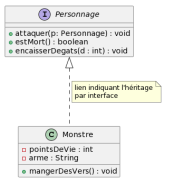 I Personnage
attaquer(p: Personnage) : void
estMort() : boolean
encaisserDegats(d : int) : void
lien indiquant l'héritage
par interface
C Monstre
pointsDeVie : int
arme : String
mangerDesVers() : void